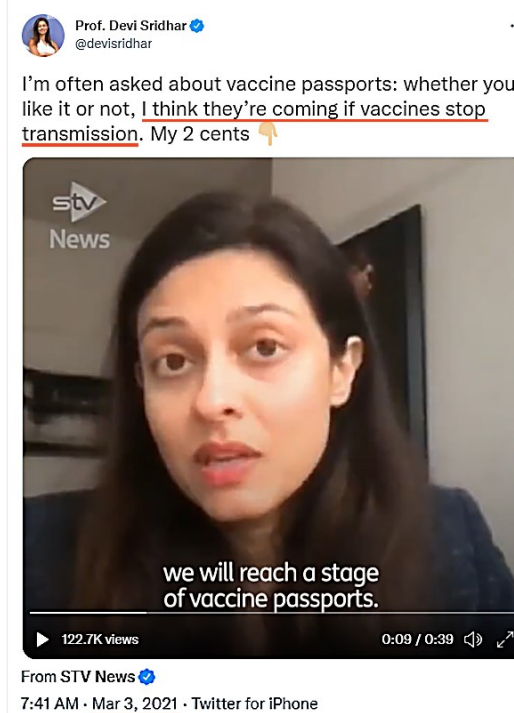 Prof. Devi Sridhar
@devisridhar
I'm often asked about vaccine passports: whether you
like it or not, I think they're coming if vaccines stop
transmission. My 2 cents 👇
stv
News
we will reach a stage
of vaccine passports.
122.7K views
0:09 / 0:39
From STV News
7:41 AM · Mar 3, 2021 · Twitter for iPhone